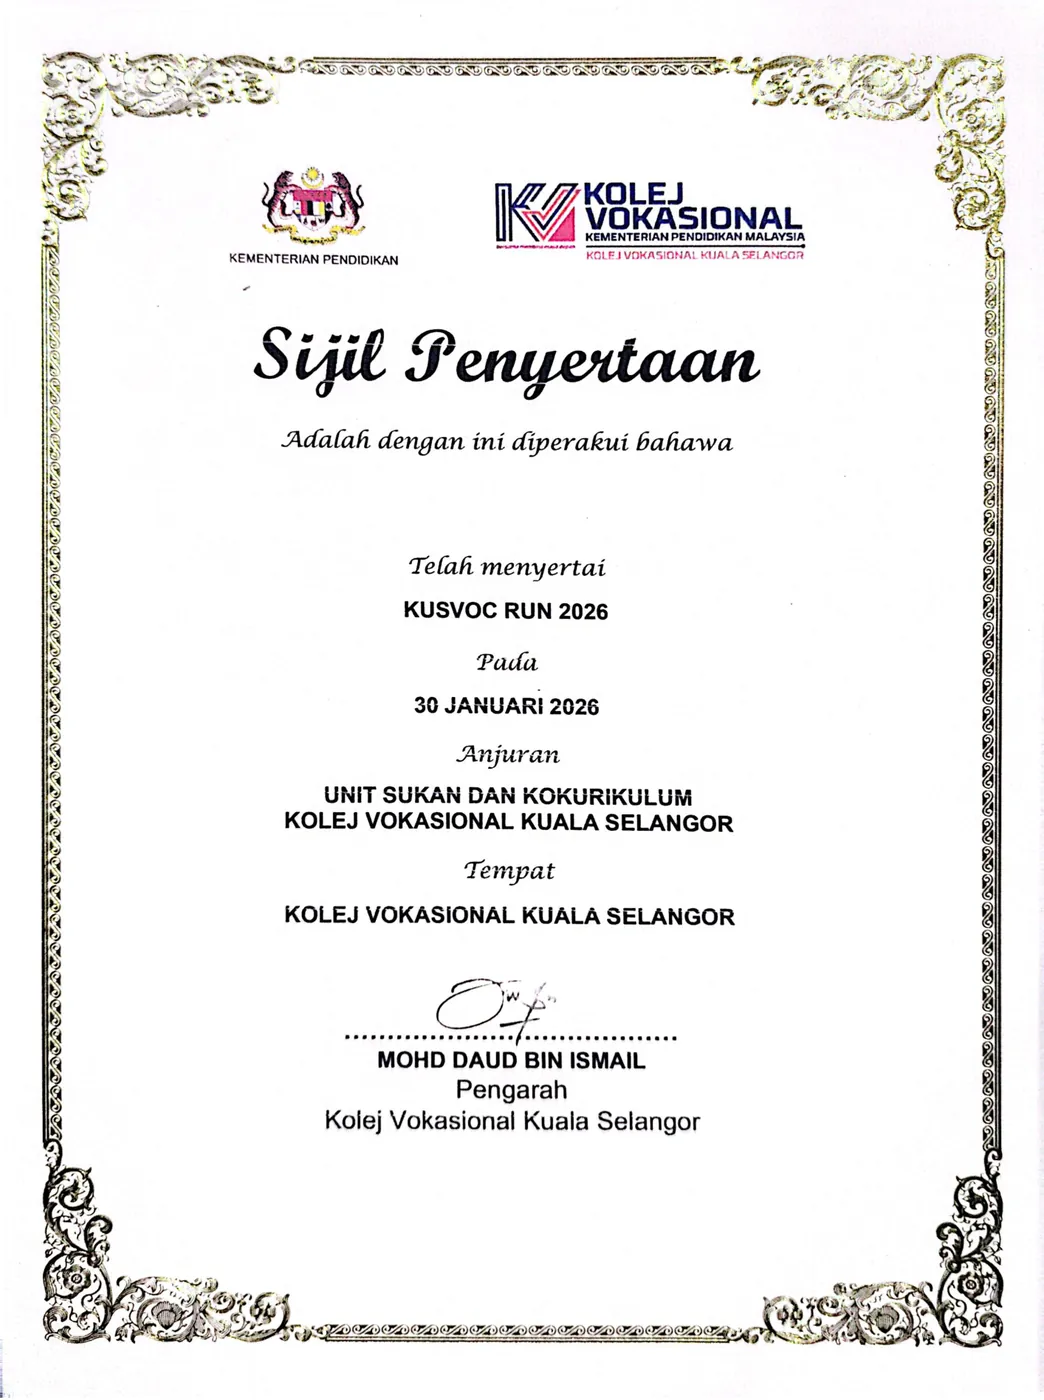 KEMENTERIAN PENDIDIKAN
KOLEJ
VOKASIONAL
KEMENTERIAN PENDIDIKAN MALAYSIA
KOLEJ VOKASIONAL KUALA SELANGOR
Sijil Penyertaan
Adalah dengan ini diperakui bahawa
Telah menyertai
KUSVOC RUN 2026
Pada
30 JANUARI 2026
Anjuran
UNIT SUKAN DAN KOKURIKULUM
KOLEJ VOKASIONAL KUALA SELANGOR
Tempat
KOLEJ VOKASIONAL KUALA SELANGOR
MOHD DAUD BIN ISMAIL
Pengarah
Kolej Vokasional Kuala Selangor